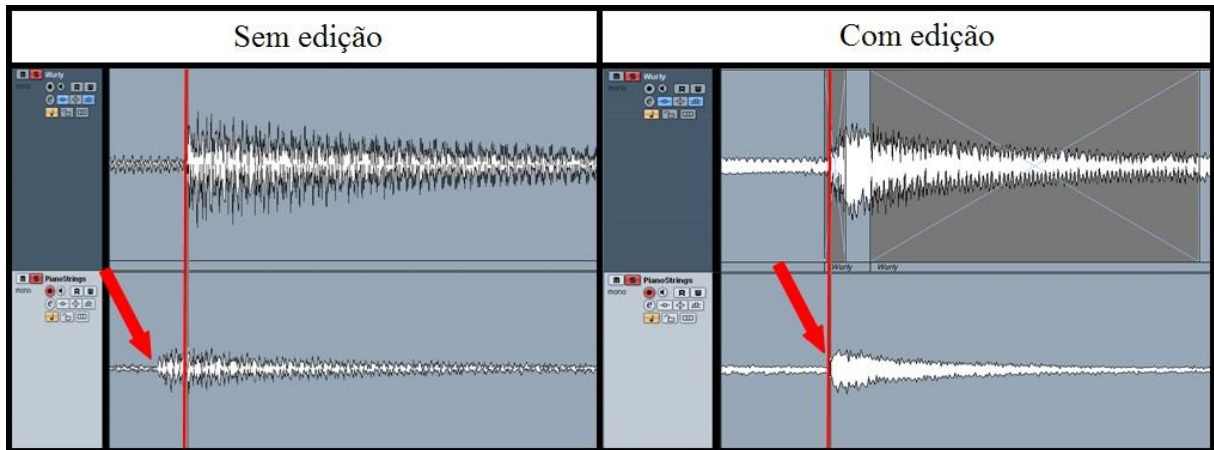 Sem edição
Com edição
m S Wurly
mono R W
e
m S PianoStrings
mono R W
e
m S Wurly
mono R W
e
Wurly Wurly
m S PianoStrings
mono R W
e